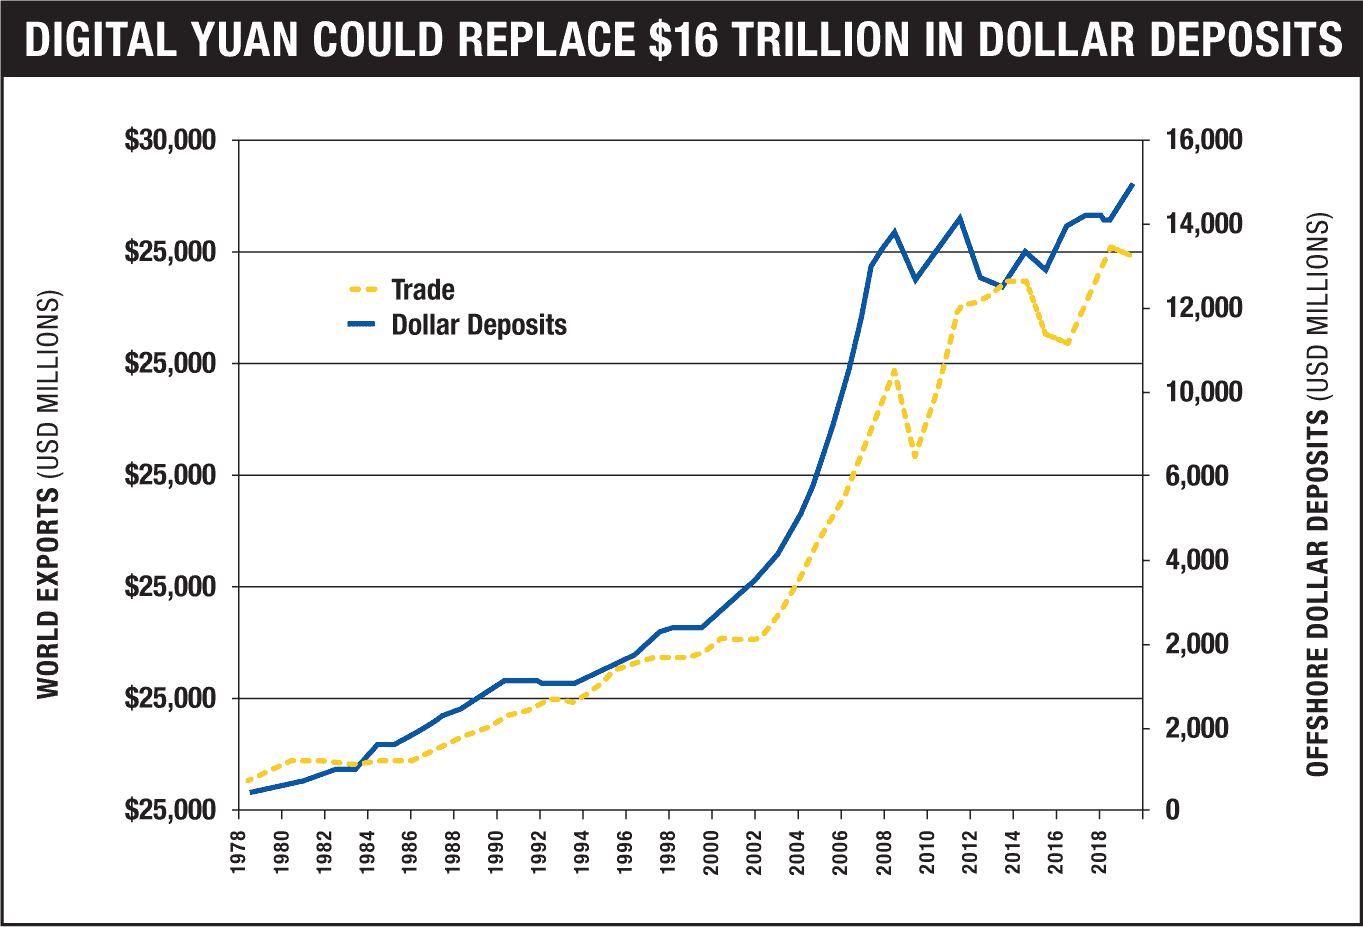 DIGITAL YUAN COULD REPLACE $16 TRILLION IN DOLLAR DEPOSITS
$30,000
$25,000
$25,000
$25,000
$25,000
$25,000
$25,000
WORLD EXPORTS (USD MILLIONS)
Trade
Dollar Deposits
16,000
14,000
12,000
10,000
6,000
4,000
2,000
2,000
0
OFFSHORE DOLLAR DEPOSITS (USD MILLIONS)
1978 1980 1982 1984 1986 1988 1990 1992 1994 1996 1998 2000 2002 2004 2006 2008 2010 2012 2014 2016 2018